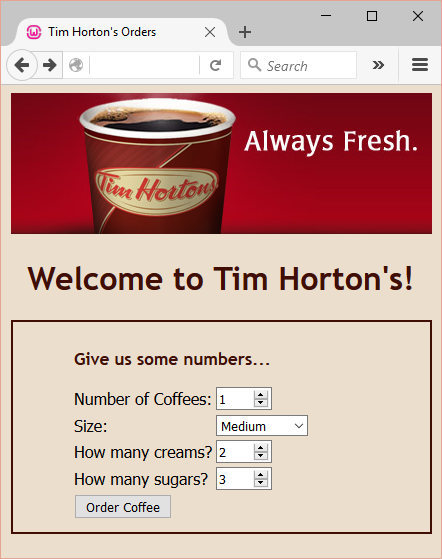 Tim Horton's Orders
Search
Always Fresh.
Tim Hortons
Welcome to Tim Horton's!
Give us some numbers...
Number of Coffees: 1
Size: Medium
How many creams? 2
How many sugars? 3
Order Coffee